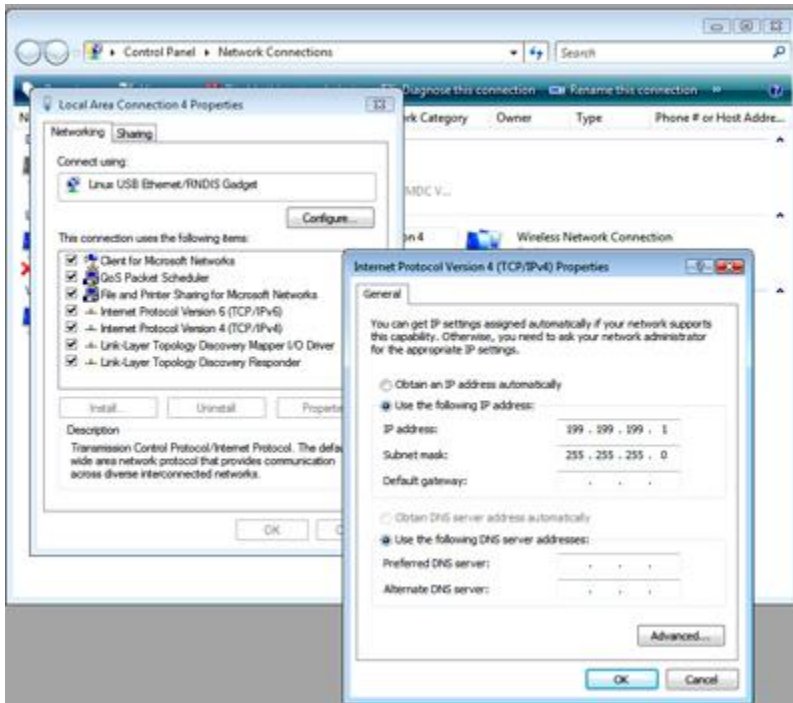 Control Panel
Network Connections
Search
Diagnose this connection
Rename this connection
»
Local Area Connection 4 Properties
Category
Owner
Type
Phone # or Host Addre...
Networking
Sharing
Connect using:
Linux USB Ethernet/RNDIS Gadget
MDC V...
Configure...
This connection uses the following items:
Wireless Network Connection
Client for Microsoft Networks
QoS Packet Scheduler
File and Printer Sharing for Microsoft Networks
Internet Protocol Version 6 (TCP/IPv6)
Internet Protocol Version 4 (TCP/IPv4)
Link-Layer Topology Discovery Mapper I/O Driver
Link-Layer Topology Discovery Responder
Install...
Uninstall
Description
Transmission Control Protocol/Internet Protocol. The
wide area network protocol that provides communication
across diverse interconnected networks.
OK
Internet Protocol Version 4 (TCP/IPv4) Properties
General
You can get IP settings assigned automatically if your network supports
this capability. Otherwise, you need to ask your network administrator
for the appropriate IP settings.
Obtain an IP address automatically
Use the following IP address:
IP address: 199 . 199 . 199 . 1
Subnet mask: 255 . 255 . 255 . 0
Default gateway: . . .
Obtain DNS server address automatically
Use the following DNS server addresses:
Preferred DNS server: . . .
Alternate DNS server: . . .
Advanced...
OK
Cancel